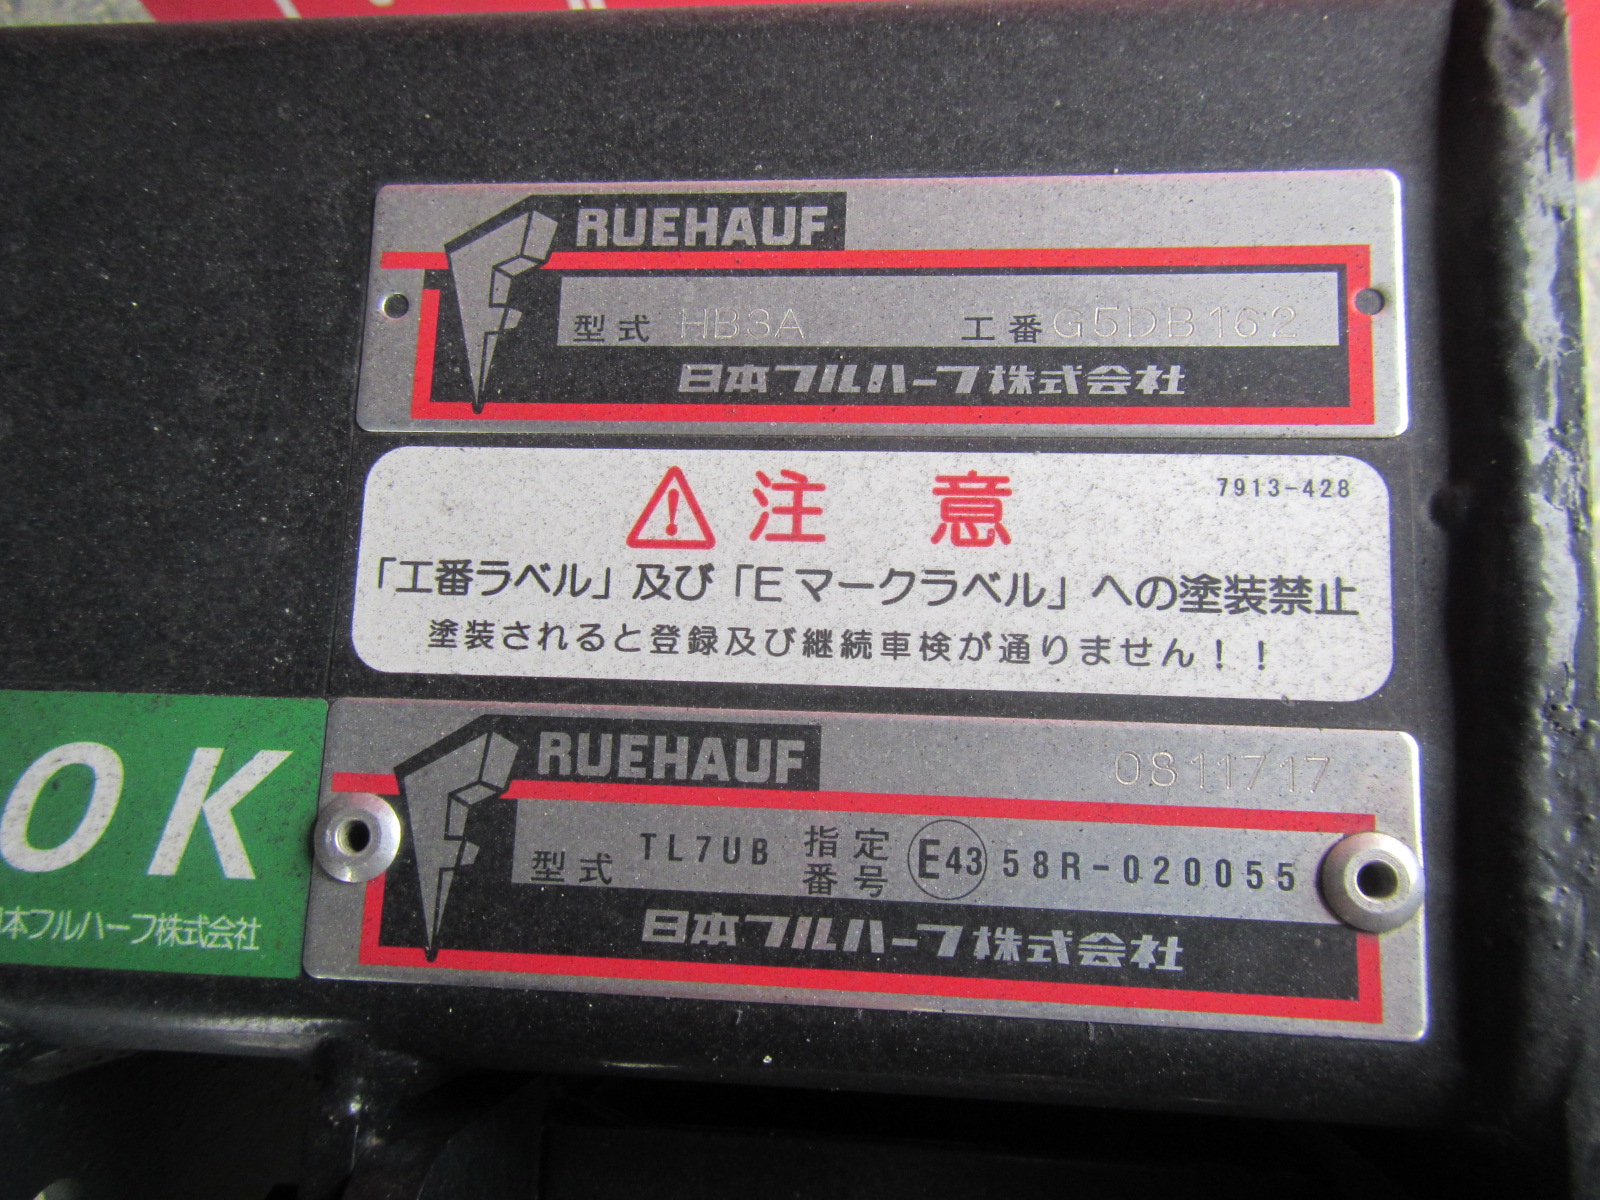 RUEHAUF
型式 HB3A 工番 G5DB162
日本フルハーフ株式会社
注意 7913-428
「工番ラベル」及び「Eマークラベル」への塗装禁止
塗装されると登録及び継続車検が通りません！！
RUEHAUF 0811717
型式 TL7UB 指定番号 E43 58R-020055
日本フルハーフ株式会社
OK
本フルハーフ株式会社